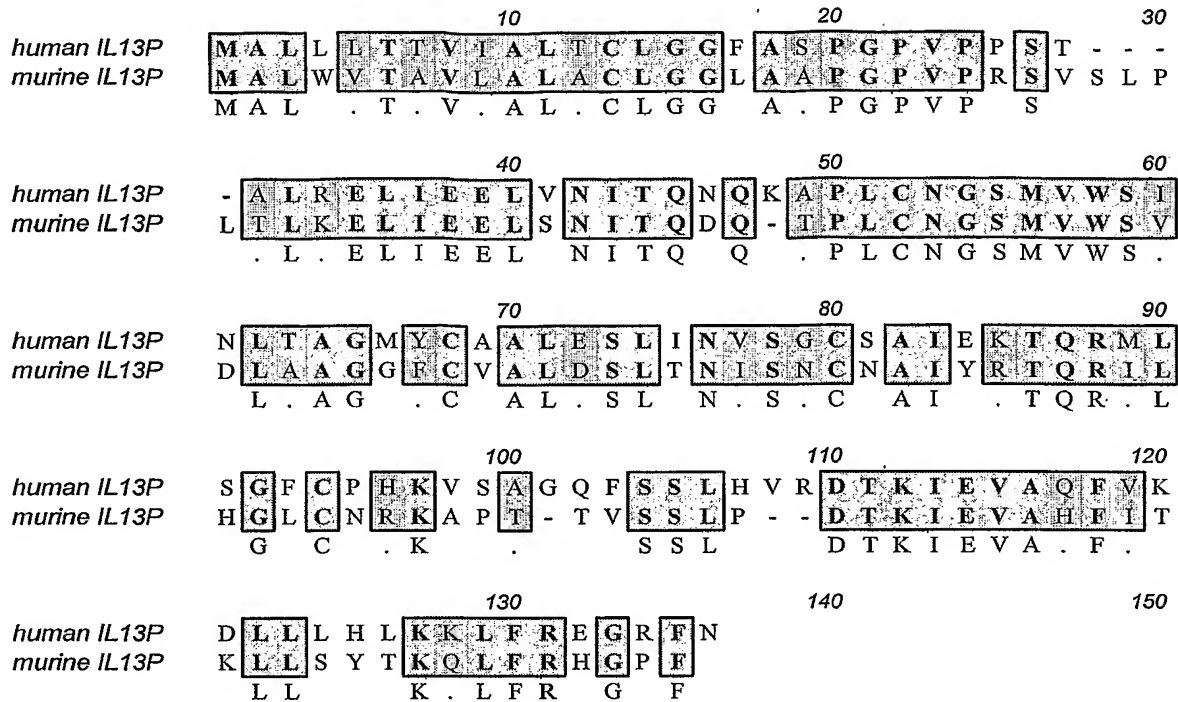 10 20 30
human IL13P M A L L L T T V I A L T C L G G F A S P G P V P P S T - - -
murine IL13P M A L W V T A V L A L A C L G G L A A P G P V P R S V S L P
M A L . T . V . A L . C L G G A . P G P V P S
40 50 60
human IL13P - A L R E L I E E L V N I T Q N Q K A P L C N G S M V W S I
murine IL13P L T L K E L I E E L S N I T Q D Q - T P L C N G S M V W S V
. L . E L I E E L N I T Q Q . P L C N G S M V W S .
70 80 90
human IL13P N L T A G M Y C A A L E S L I N V S G C S A I E K T Q R M L
murine IL13P D L A A G G F C V A L D S L T N I S N C N A I Y R T Q R I L
L . A G . C A L . S L N . S . C A I . T Q R . L
100 110 120
human IL13P S G F C P H K V S A G Q F S S L H V R D T K I E V A Q F V K
murine IL13P H G L C N R K A P T - T V S S L P - - D T K I E V A H F I T
G C . K . S S L D T K I E V A . F .
130 140 150
human IL13P D L L L H L K K L F R E G R F N
murine IL13P K L L S Y T K Q L F R H G P F
L L K . L F R G F